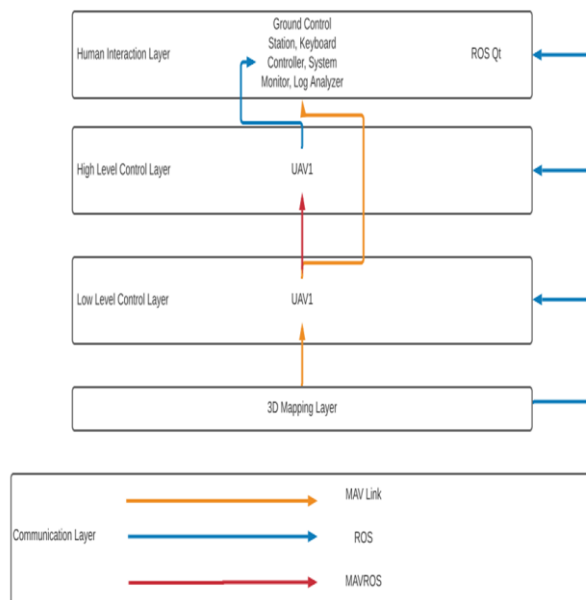 Human Interaction Layer
Ground Control
Station, Keyboard
Controller, System
Monitor, Log Analyzer
ROS Qt
High Level Control Layer
UAV1
Low Level Control Layer
UAV1
3D Mapping Layer
Communication Layer
MAV Link
ROS
MAVROS